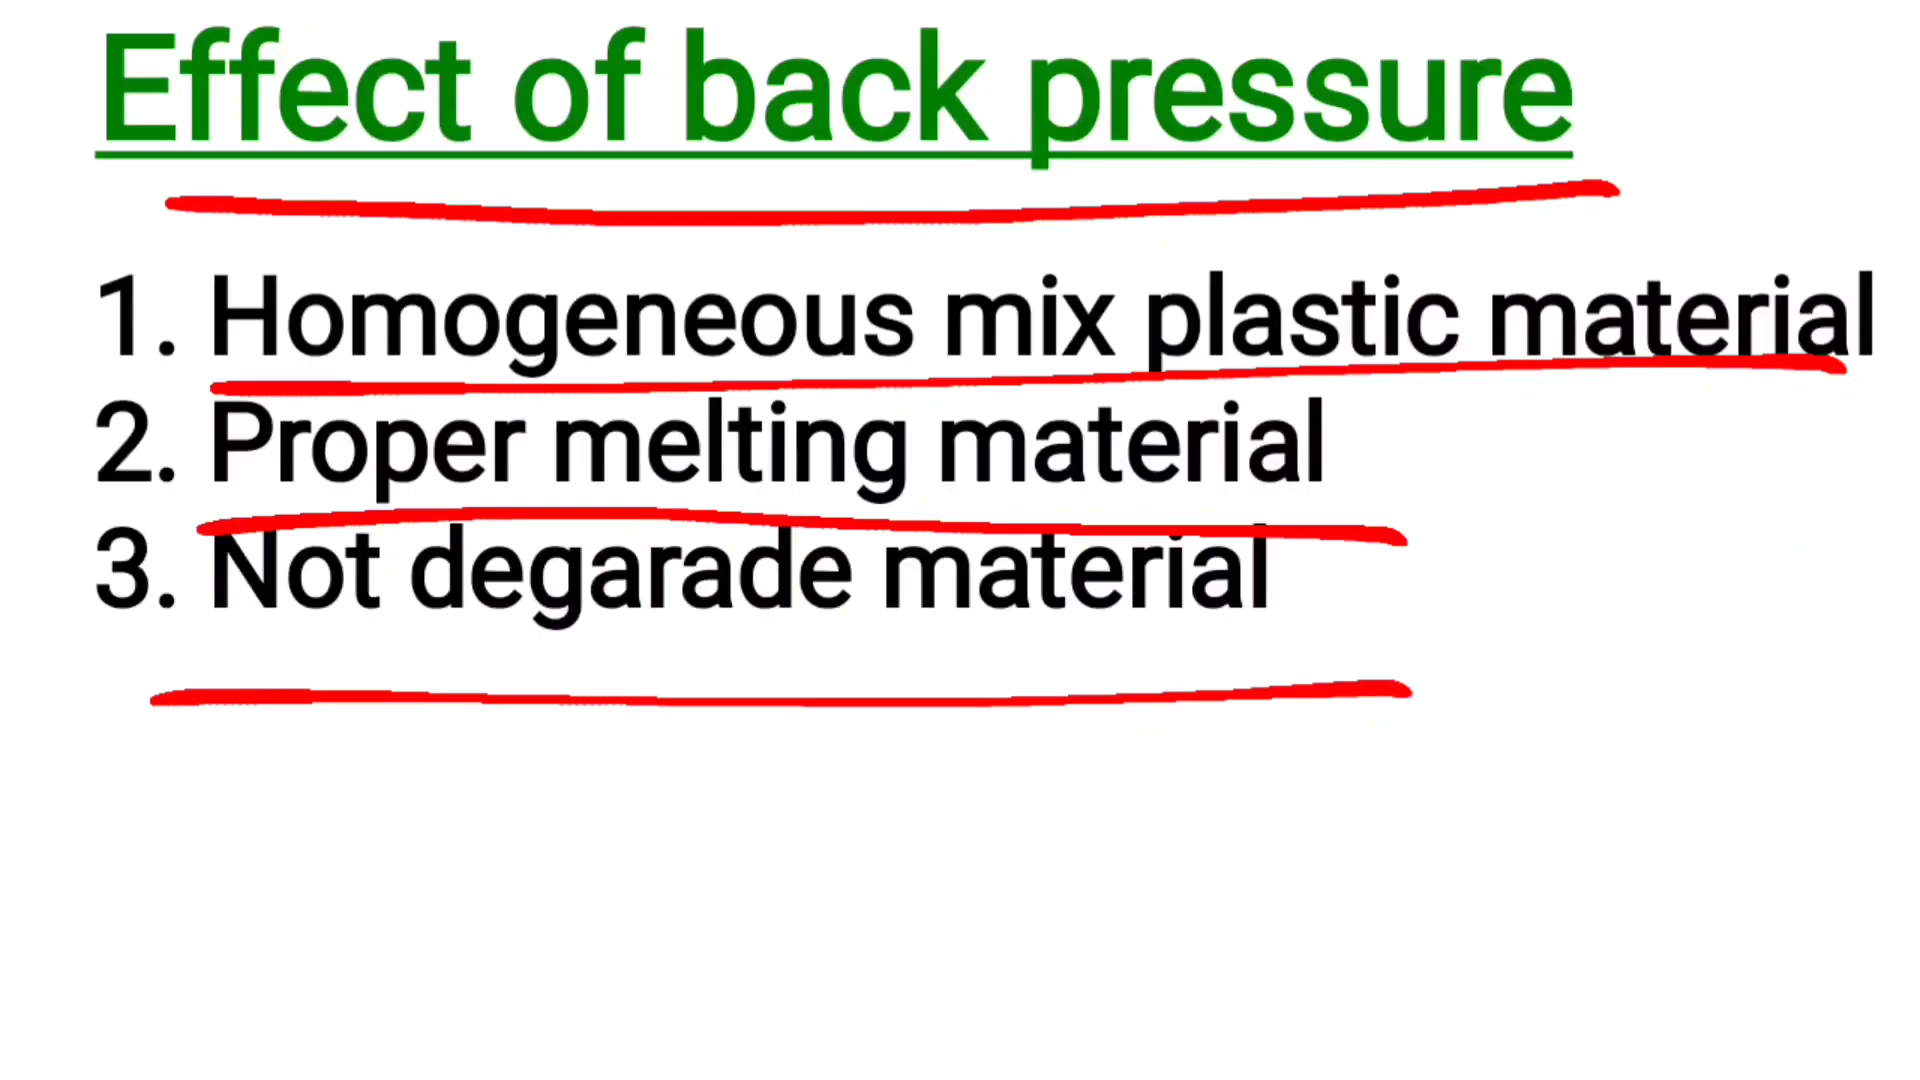 Effect of back pressure
1. Homogeneous mix plastic material
2. Proper melting material
3. Not degarade material